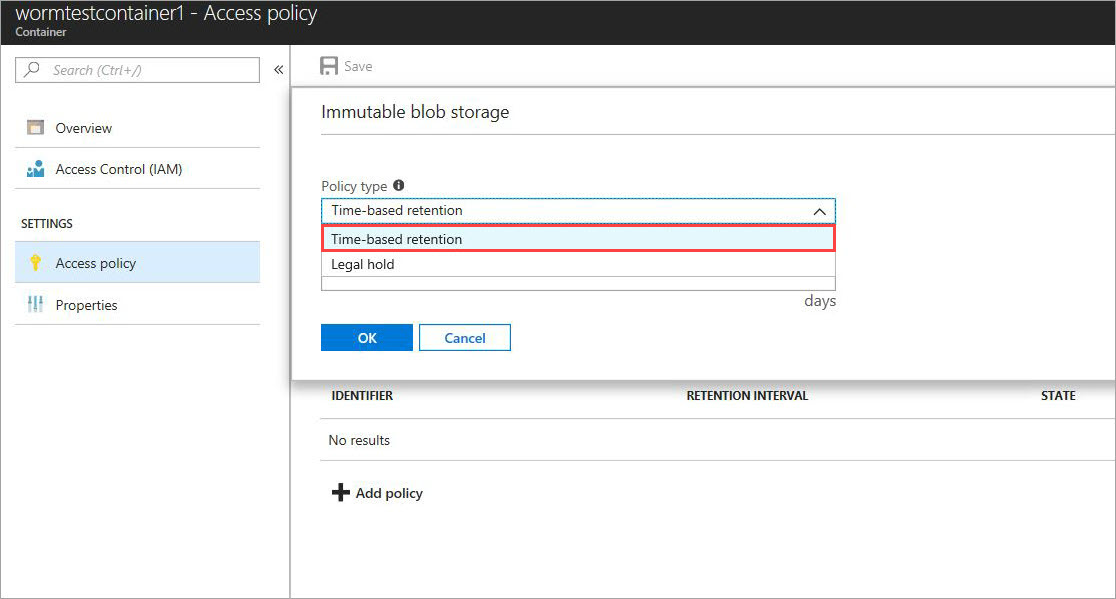 wormtestcontainer1 - Access policy
Container
Search (Ctrl+/)
«
Save
Immutable blob storage
Overview
Access Control (IAM)
SETTINGS
Access policy
Properties
Policy type
Time-based retention
Time-based retention
Legal hold
days
OK Cancel
IDENTIFIER RETENTION INTERVAL STATE
No results
Add policy